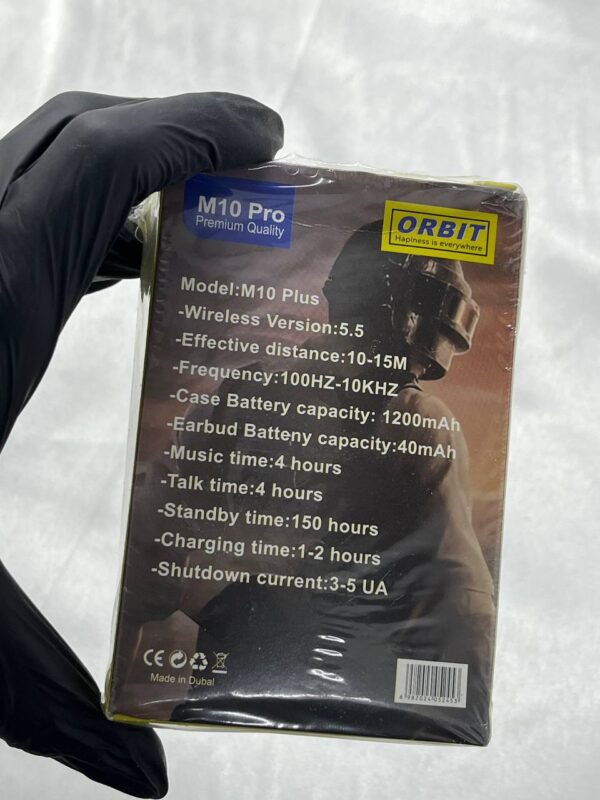 M10 Pro
Premium Quality
ORBIT
Hapiness is everywhere
Model:M10 Plus
-Wireless Version:5.5
-Effective distance:10-15M
-Frequency:100HZ-10KHZ
-Case Battery capacity: 1200mAh
-Earbud Batteny capacity:40mAh
-Music time:4 hours
-Talk time:4 hours
-Standby time:150 hours
-Charging time:1-2 hours
-Shutdown current:3-5 UA
CE
Made in Dubal